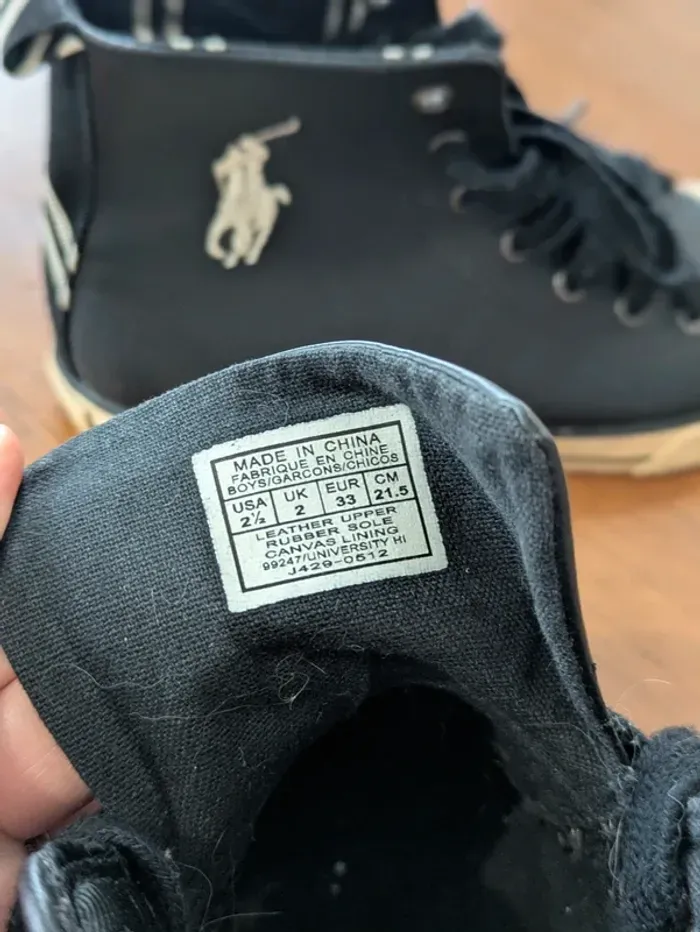 MADE IN CHINA
FABRIQUE EN CHINE
BOYS/GARCONS/CHICOS
USA UK EUR CM
2½ 2 33 21.5
LEATHER UPPER
RUBBER SOLE
CANVAS LINING
99247/UNIVERSITY HI
J429-0512